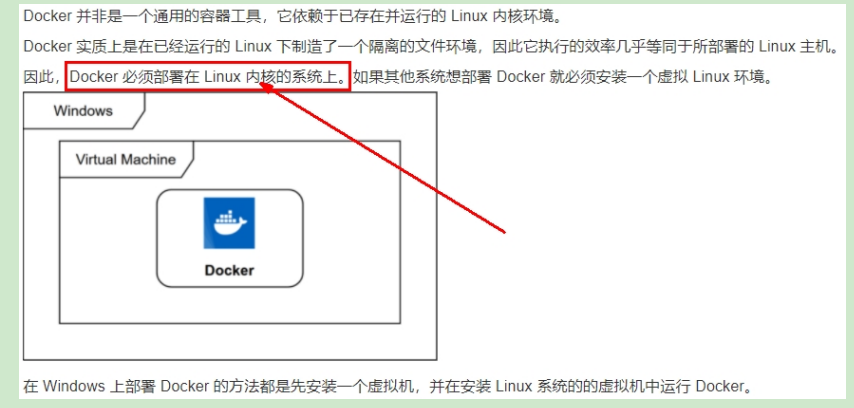 Docker 并非是一个通用的容器工具，它依赖于已存在并运行的 Linux 内核环境。
Docker 实质上是在已经运行的 Linux 下制造了一个隔离的文件环境，因此它执行的效率几乎等同于所部署的 Linux 主机。
因此，Docker 必须部署在 Linux 内核的系统上。如果其他系统想部署 Docker 就必须安装一个虚拟 Linux 环境。
Windows
Virtual Machine
Docker
在 Windows 上部署 Docker 的方法都是先安装一个虚拟机，并在安装 Linux 系统的的虚拟机中运行 Docker。